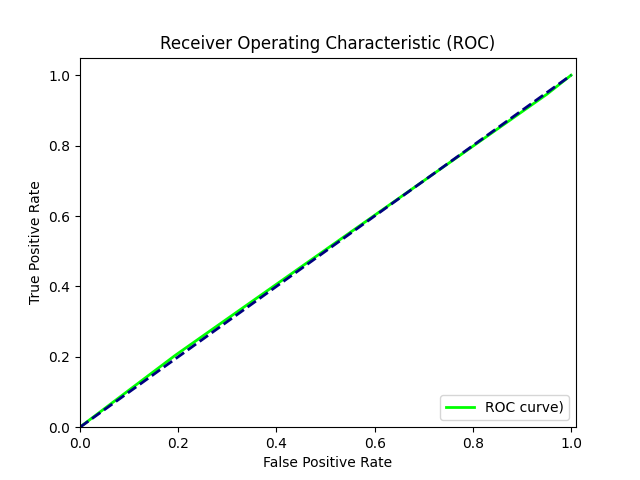 Receiver Operating Characteristic (ROC)
1.0
0.8
0.6
0.4
0.2
0.0
True Positive Rate
ROC curve)
0.0 0.2 0.4 0.6 0.8 1.0
False Positive Rate